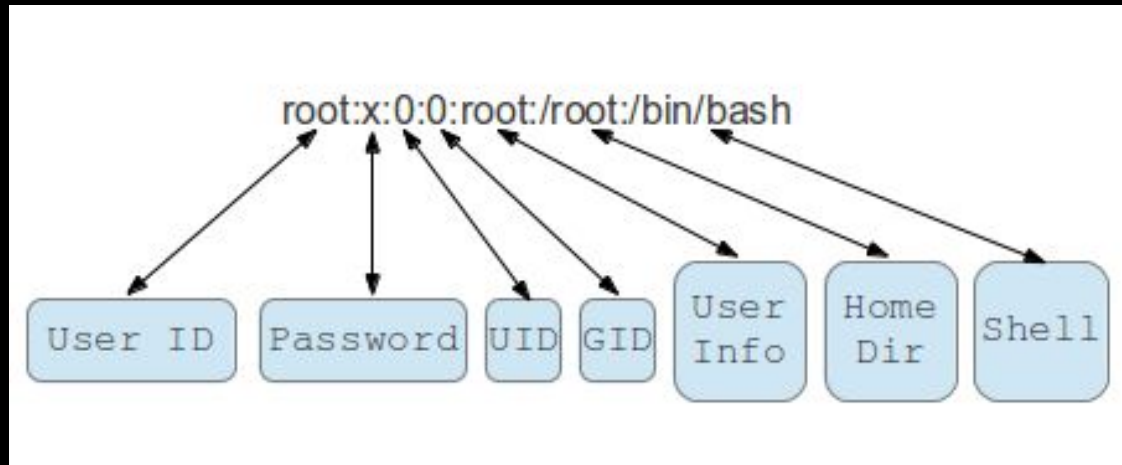 root:x:0:0:root:/root:/bin/bash
User ID
Password
UID
GID
User
Info
Home
Dir
Shell